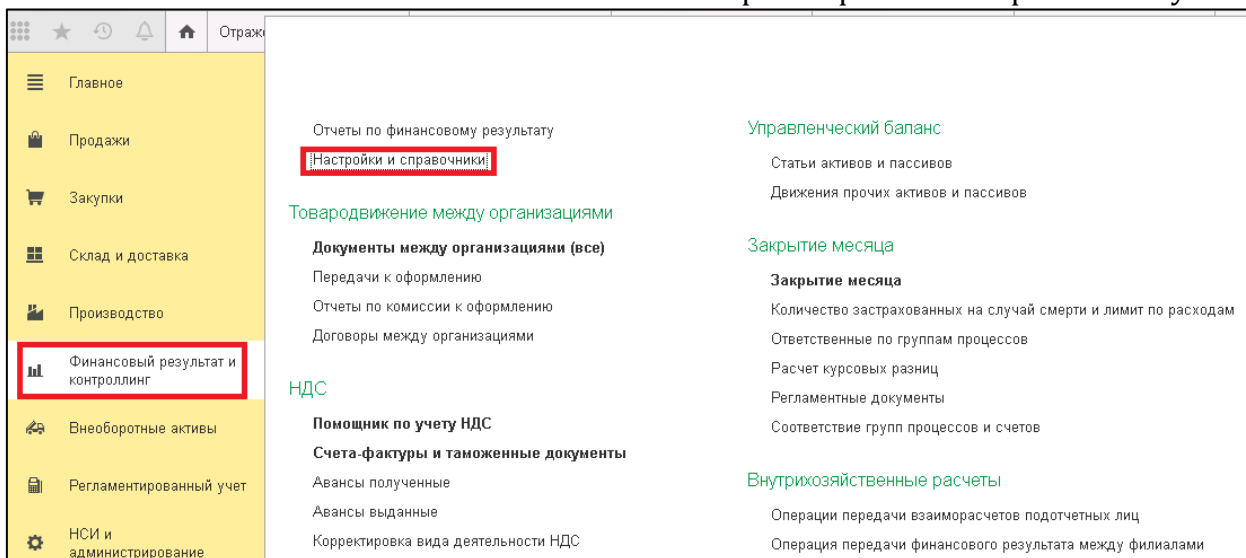 Отраж
Главное
Продажи
Закупки
Склад и доставка
Производство
Финансовый результат и
контроллинг
Внеоборотные активы
Регламентированный учет
НСИ и
администрирование
Отчеты по финансовому результату
Настройки и справочники
Товародвижение между организациями
Документы между организациями (все)
Передачи к оформлению
Отчеты по комиссии к оформлению
Договоры между организациями
НДС
Помощник по учету НДС
Счета-фактуры и таможенные документы
Авансы полученные
Авансы выданные
Корректировка вида деятельности НДС
Управленческий баланс
Статьи активов и пассивов
Движения прочих активов и пассивов
Закрытие месяца
Закрытие месяца
Количество застрахованных на случай смерти и лимит по расходам
Ответственные по группам процессов
Расчет курсовых разниц
Регламентные документы
Соответствие групп процессов и счетов
Внутрихозяйственные расчеты
Операции передачи взаиморасчетов подотчетных лиц
Операция передачи финансового результата между филиалами